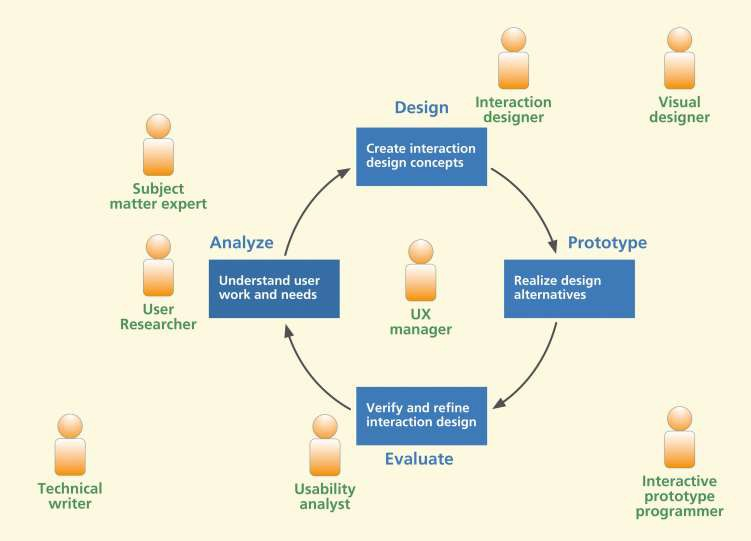 Interaction
designer
Visual
designer
Design
Create interaction
design concepts
Subject
matter expert
Analyze
Prototype
Understand user
work and needs
Realize design
alternatives
User
Researcher
UX
manager
Verify and refine
interaction design
Evaluate
Technical
writer
Usability
analyst
Interactive
prototype
programmer